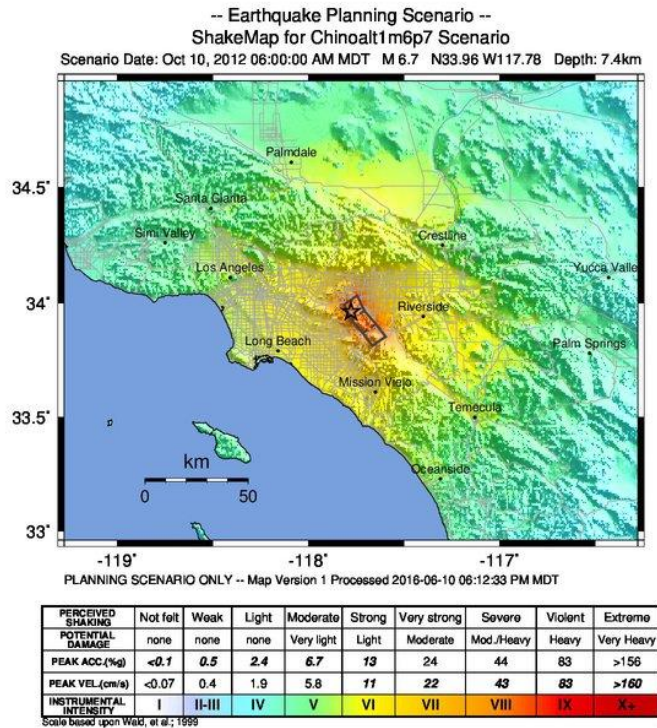 -- Earthquake Planning Scenario --
ShakeMap for Chinoalt1m6p7 Scenario
Scenario Date: Oct 10, 2012 06:00:00 AM MDT M 6.7 N33.96 W117.78 Depth: 7.4km
Palmdale
34.5
Santa Clarita
Simi Valley
Crestline
Los Angeles
Yucca Valle
34
Riverside
Long Beach
Palm Springs
Mission Viejo
Temecula
33.5
km
Oceanside
0 50
33
-119 -118 -117
PLANNING SCENARIO ONLY -- Map Version 1 Processed 2016-06-10 06:12:33 PM MDT
PERCEIVED SHAKING Not felt Weak Light Moderate Strong Very strong Severe Violent Extreme
POTENTIAL DAMAGE none none none Very light Light Moderate Mod./Heavy Heavy Very Heavy
PEAK ACC.(%g) <0.1 0.5 2.4 6.7 13 24 44 83 >156
PEAK VEL.(cm/s) <0.07 0.4 1.9 5.8 11 22 43 83 >160
INSTRUMENTAL INTENSITY I II-III IV V VI VII VIII IX X+
Scale based upon Wald, et al.; 1999